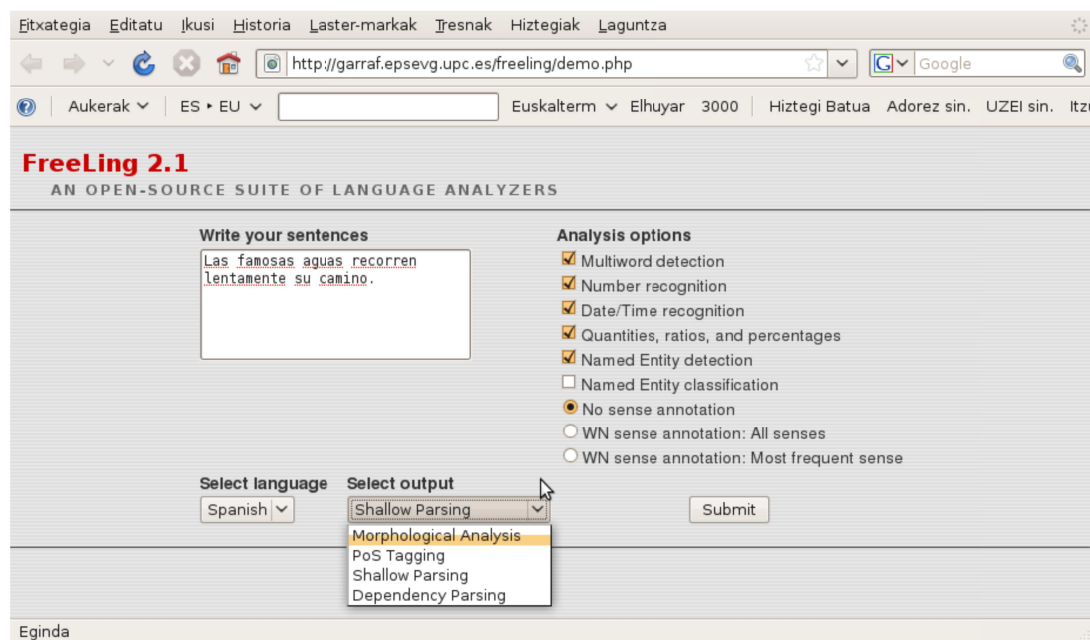 Fitxategia Editatu Ikusi Historia Laster-markak Tresnak Hiztegiak Laguntza
http://garraf.epsevg.upc.es/freeling/demo.php G Google
? Aukerak ES ▸ EU Euskalterm Elhuyar 3000 Hiztegi Batua Adorez sin. UZEI sin. Itzu
FreeLing 2.1
AN OPEN-SOURCE SUITE OF LANGUAGE ANALYZERS
Write your sentences
Las famosas aguas recorren
lentamente su camino.
Analysis options
Multiword detection
Number recognition
Date/Time recognition
Quantities, ratios, and percentages
Named Entity detection
Named Entity classification
No sense annotation
WN sense annotation: All senses
WN sense annotation: Most frequent sense
Select language Select output
Spanish Shallow Parsing Submit
Morphological Analysis
PoS Tagging
Shallow Parsing
Dependency Parsing
Eginda